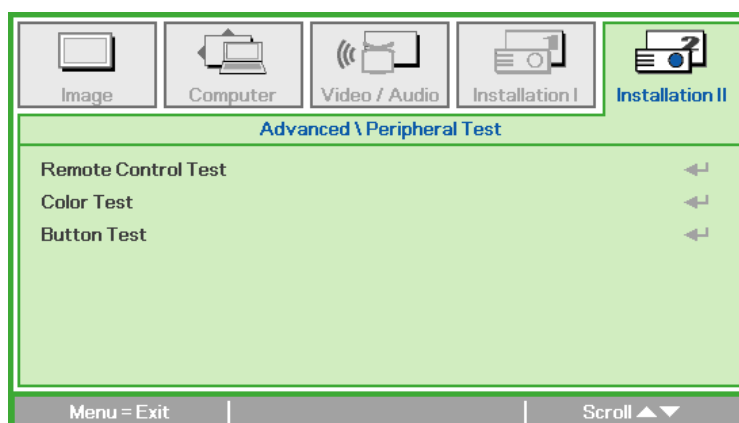 Image Computer Video / Audio Installation I Installation II
Advanced \ Peripheral Test
Remote Control Test
Color Test
Button Test
Menu = Exit Scroll ▲▼